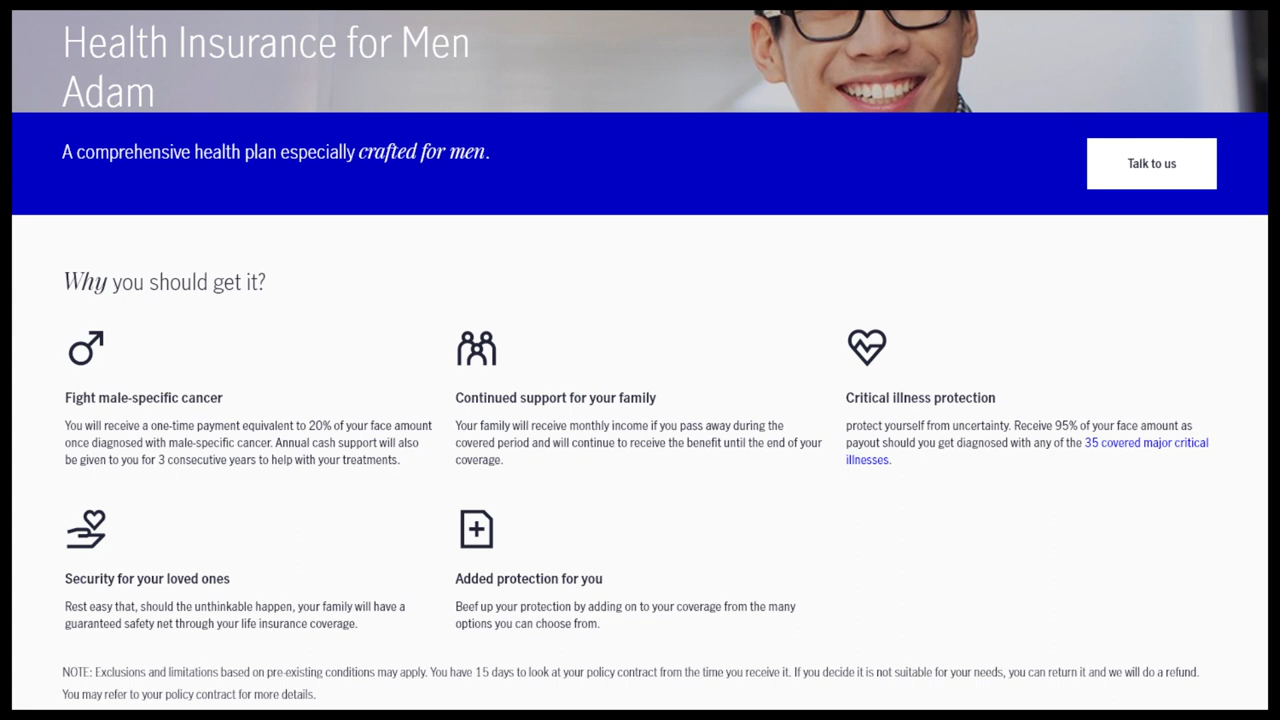 Health Insurance for Men
Adam
A comprehensive health plan especially crafted for men.
Talk to us
Why you should get it?
Fight male-specific cancer
You will receive a one-time payment equivalent to 20% of your face amount
once diagnosed with male-specific cancer. Annual cash support will also
be given to you for 3 consecutive years to help with your treatments.
Continued support for your family
Your family will receive monthly income if you pass away during the
covered period and will continue to receive the benefit until the end of your
coverage.
Critical illness protection
protect yourself from uncertainty. Receive 95% of your face amount as
payout should you get diagnosed with any of the 35 covered major critical
illnesses.
Security for your loved ones
Rest easy that, should the unthinkable happen, your family will have a
guaranteed safety net through your life insurance coverage.
Added protection for you
Beef up your protection by adding on to your coverage from the many
options you can choose from.
NOTE: Exclusions and limitations based on pre-existing conditions may apply. You have 15 days to look at your policy contract from the time you receive it. If you decide it is not suitable for your needs, you can return it and we will do a refund.
You may refer to your policy contract for more details.